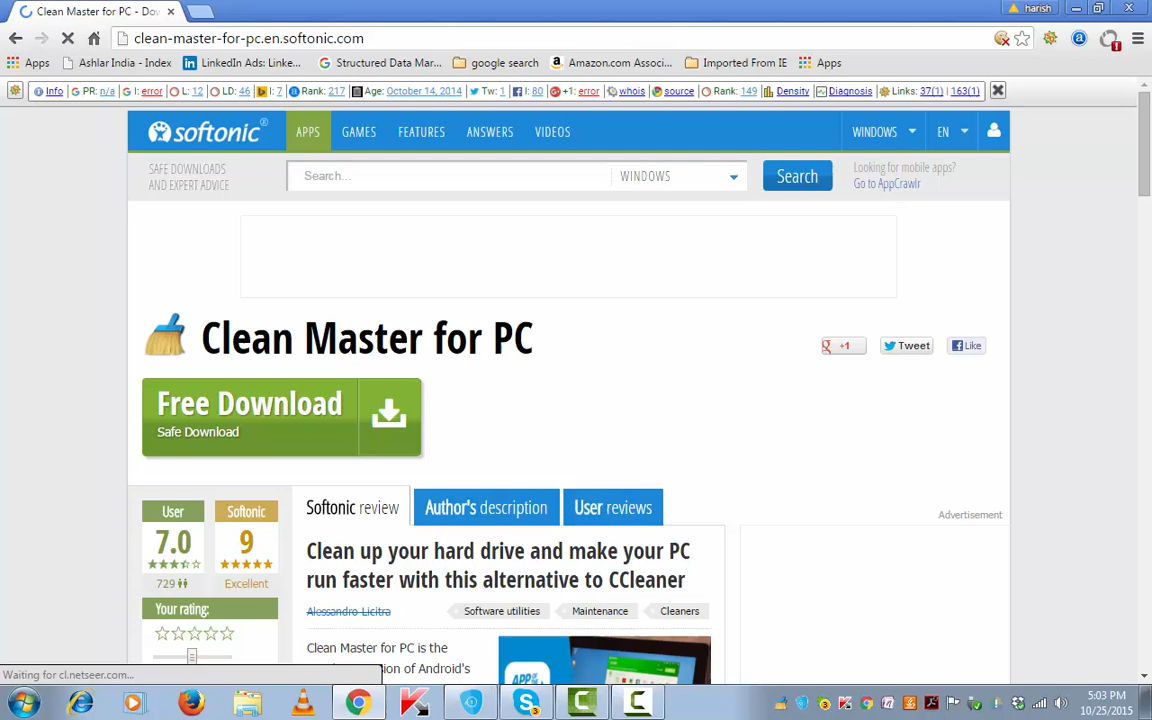 Clean Master for PC - Dov
harish
clean-master-for-pc.en.softonic.com
Apps Ashlar India - Index LinkedIn Ads: Linke... Structured Data Mar... google search Amazon.com Associ... Imported From IE Apps
Info PR: n/a I: error L: 12 LD: 46 I: 7 Rank: 217 Age: October 14, 2014 Tw: 1 I: 80 +1: error whois source Rank: 149 Density Diagnosis Links: 37(1) | 163(1)
softonic APPS GAMES FEATURES ANSWERS VIDEOS WINDOWS EN
SAFE DOWNLOADS
AND EXPERT ADVICE
Search... WINDOWS Search
Looking for mobile apps?
Go to AppCrawlr
Clean Master for PC
+1 Tweet Like
Free Download
Safe Download
User Softonic
7.0 9
729 Excellent
Your rating:
Softonic review Author's description User reviews
Advertisement
Clean up your hard drive and make your PC
run faster with this alternative to CCleaner
Alessandro Licitra Software utilities Maintenance Cleaners
Clean Master for PC is the
on of Android's
APP OF
Waiting for cl.netseer.com...
5:03 PM
10/25/2015